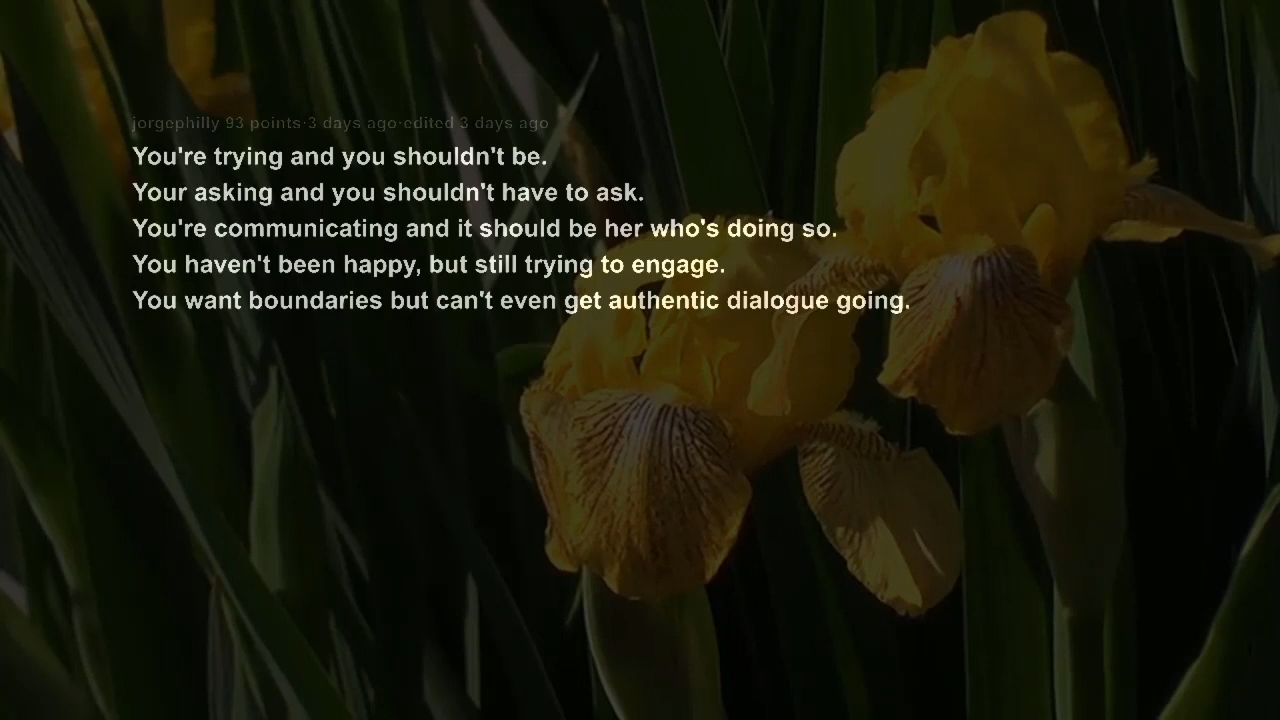 jorgephilly 93 points·3 days ago·edited 3 days ago
You're trying and you shouldn't be.
Your asking and you shouldn't have to ask.
You're communicating and it should be her who's doing so.
You haven't been happy, but still trying to engage.
You want boundaries but can't even get authentic dialogue going.